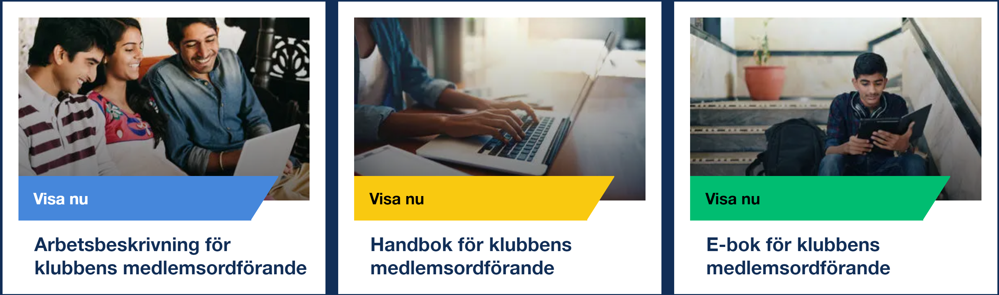 Visa nu
Arbetsbeskrivning för
klubbens medlemsordförande
Visa nu
Handbok för klubbens
medlemsordförande
Visa nu
E-bok för klubbens
medlemsordförande